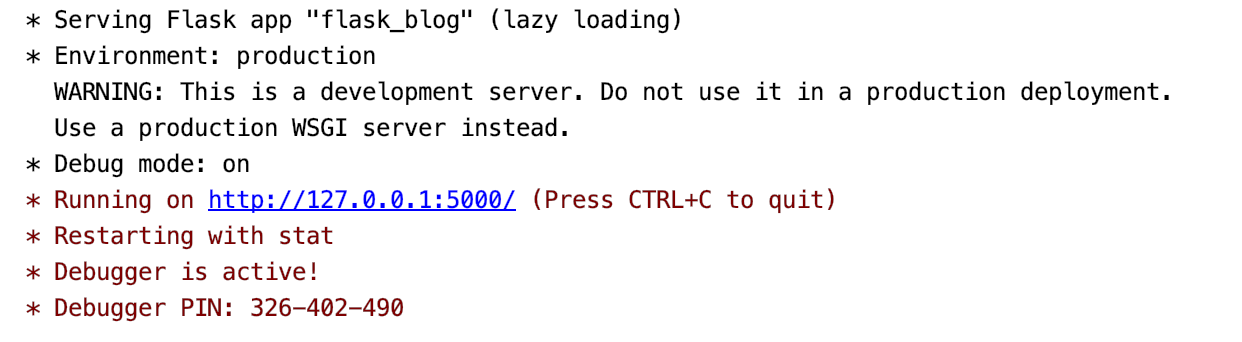 * Serving Flask app "flask_blog" (lazy loading)
* Environment: production
WARNING: This is a development server. Do not use it in a production deployment.
Use a production WSGI server instead.
* Debug mode: on
* Running on http://127.0.0.1:5000/ (Press CTRL+C to quit)
* Restarting with stat
* Debugger is active!
* Debugger PIN: 326-402-490